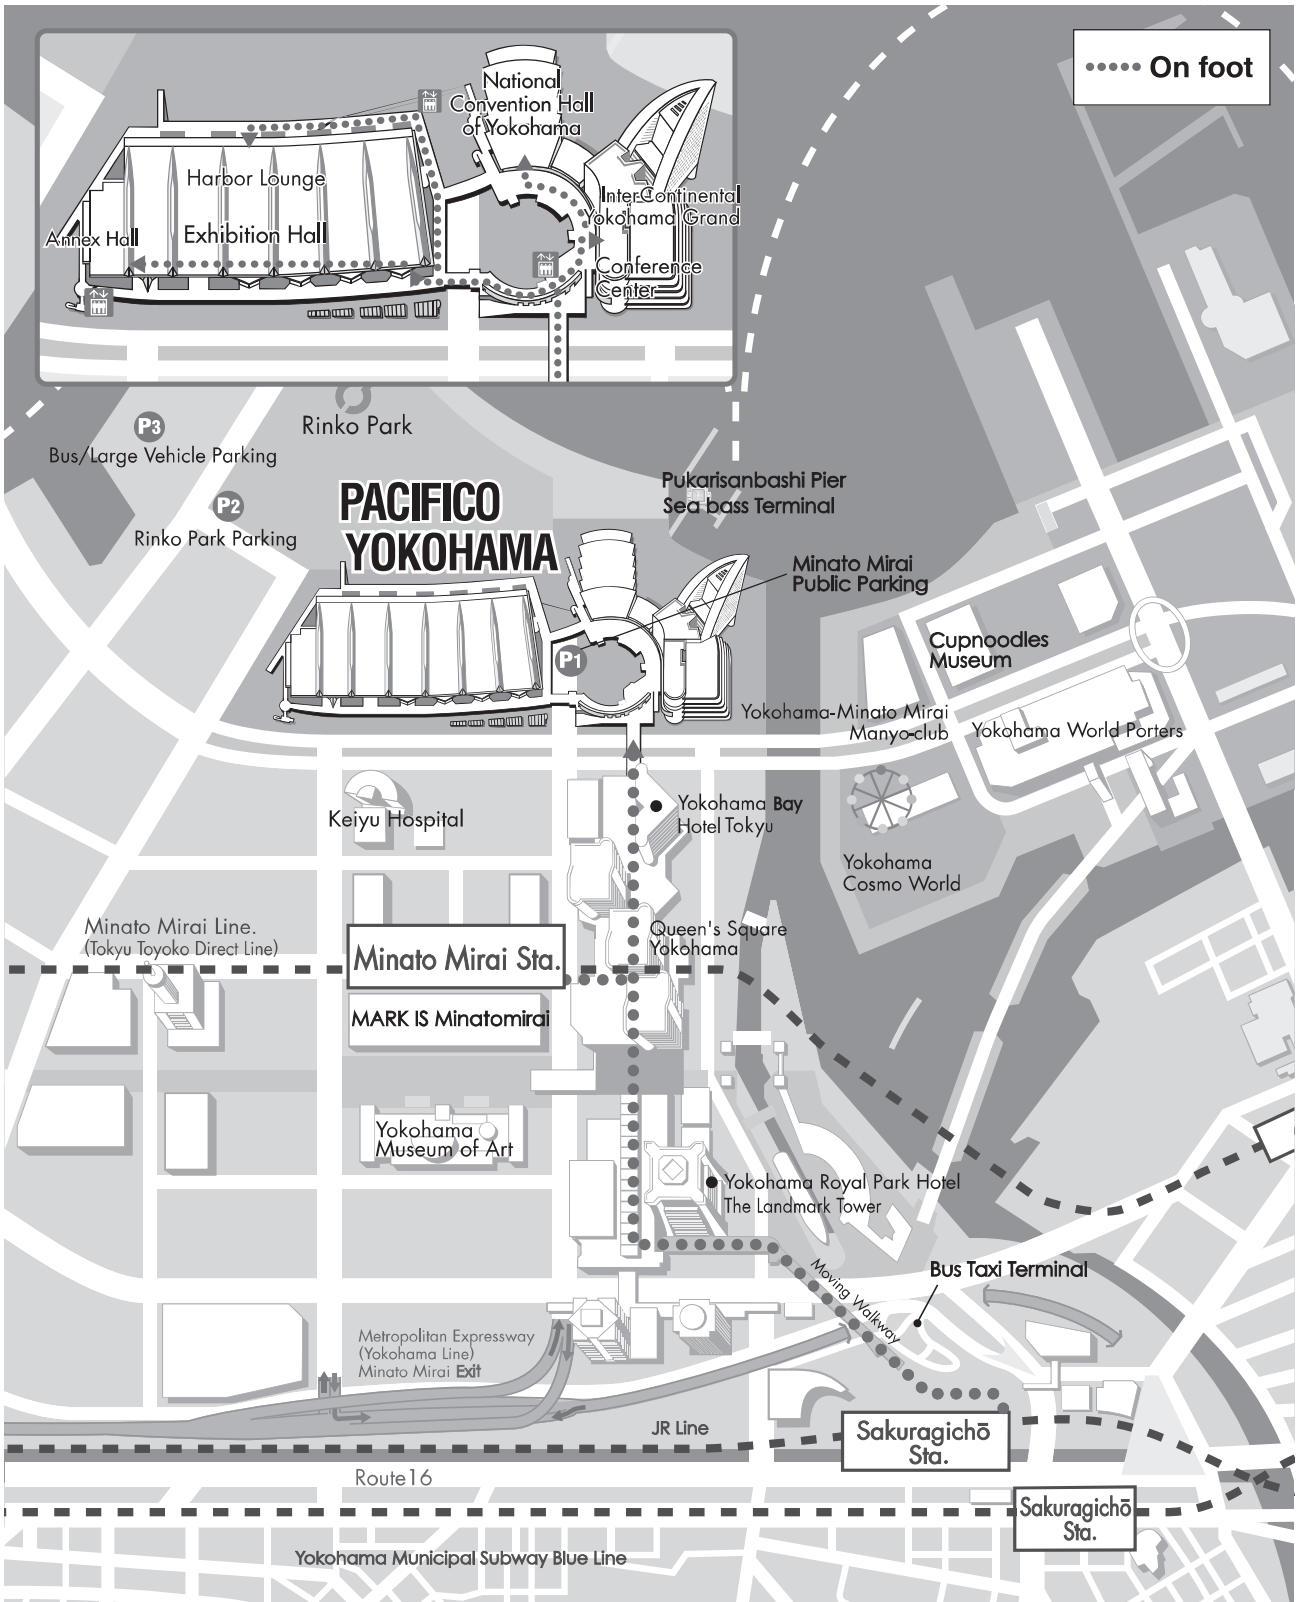 On foot
National
Convention Hall
of Yokohama
Harbor Lounge
InterContinental
Yokohama Grand
Annex Hall
Exhibition Hall
Conference
Center
P3
Bus/Large Vehicle Parking
Rinko Park
P2
Rinko Park Parking
PACIFICO
YOKOHAMA
Pukarisanbashi Pier
Sea bass Terminal
Minato Mirai
Public Parking
P1
Cupnoodles
Museum
Yokohama-Minato Mirai
Manyo-club
Yokohama World Porters
Keiyu Hospital
Yokohama Bay
Hotel Tokyu
Yokohama
Cosmo World
Minato Mirai Line.
(Tokyu Toyoko Direct Line)
Minato Mirai Sta.
Queen's Square
Yokohama
MARK IS Minatomirai
Yokohama
Museum of Art
Yokohama Royal Park Hotel
The Landmark Tower
Moving Walkway
Bus Taxi Terminal
Metropolitan Expressway
(Yokohama Line)
Minato Mirai Exit
JR Line
Sakuragichō
Sta.
Route16
Sakuragichō
Sta.
Yokohama Municipal Subway Blue Line